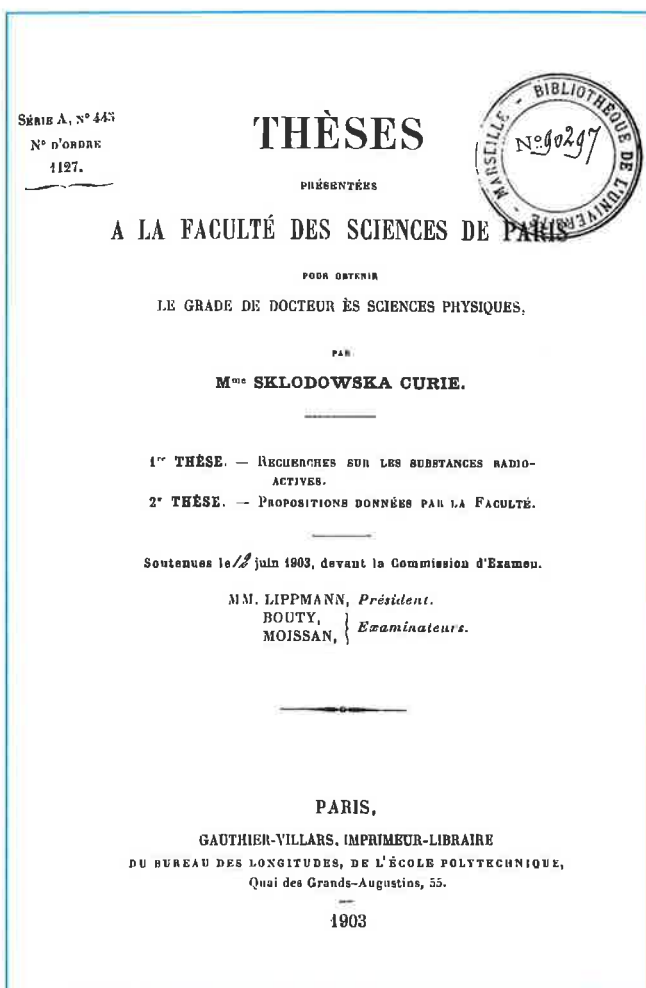 SÉRIE A, N° 445
N° D'ORDRE
1127.
BIBLIOTHÈQUE DE L'UNIVERSITÉ - MARSEILLE -
N° 90297
THÈSES
PRÉSENTÉES
A LA FACULTÉ DES SCIENCES DE PARIS
POUR OBTENIR
LE GRADE DE DOCTEUR ÈS SCIENCES PHYSIQUES,
PAR
Mme SKLODOWSKA CURIE.
1re THÈSE. — RECHERCHES SUR LES SUBSTANCES RADIO-
ACTIVES.
2e THÈSE. — PROPOSITIONS DONNÉES PAR LA FACULTÉ.
Soutenues le 12 juin 1903, devant la Commission d'Examen.
MM. LIPPMANN, Président.
BOUTY,
MOISSAN, } Examinateurs.
PARIS,
GAUTHIER-VILLARS, IMPRIMEUR-LIBRAIRE
DU BUREAU DES LONGITUDES, DE L'ÉCOLE POLYTECHNIQUE,
Quai des Grands-Augustins, 55.
1903